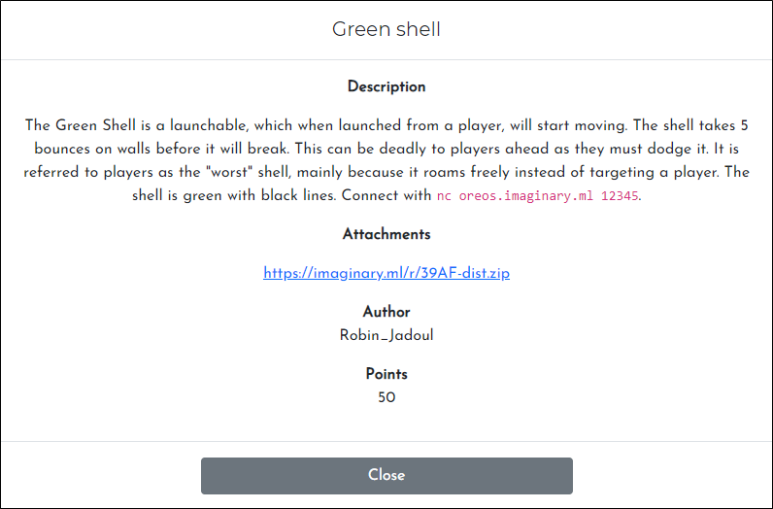 Green shell
Description
The Green Shell is a launchable, which when launched from a player, will start moving. The shell takes 5
bounces on walls before it will break. This can be deadly to players ahead as they must dodge it. It is
referred to players as the "worst" shell, mainly because it roams freely instead of targeting a player. The
shell is green with black lines. Connect with nc oreos.imaginary.ml 12345.
Attachments
https://imaginary.ml/r/39AF-dist.zip
Author
Robin_Jadoul
Points
50
Close